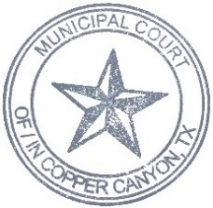 MUNICIPAL COURT
OF / IN COPPER CANYON, TX